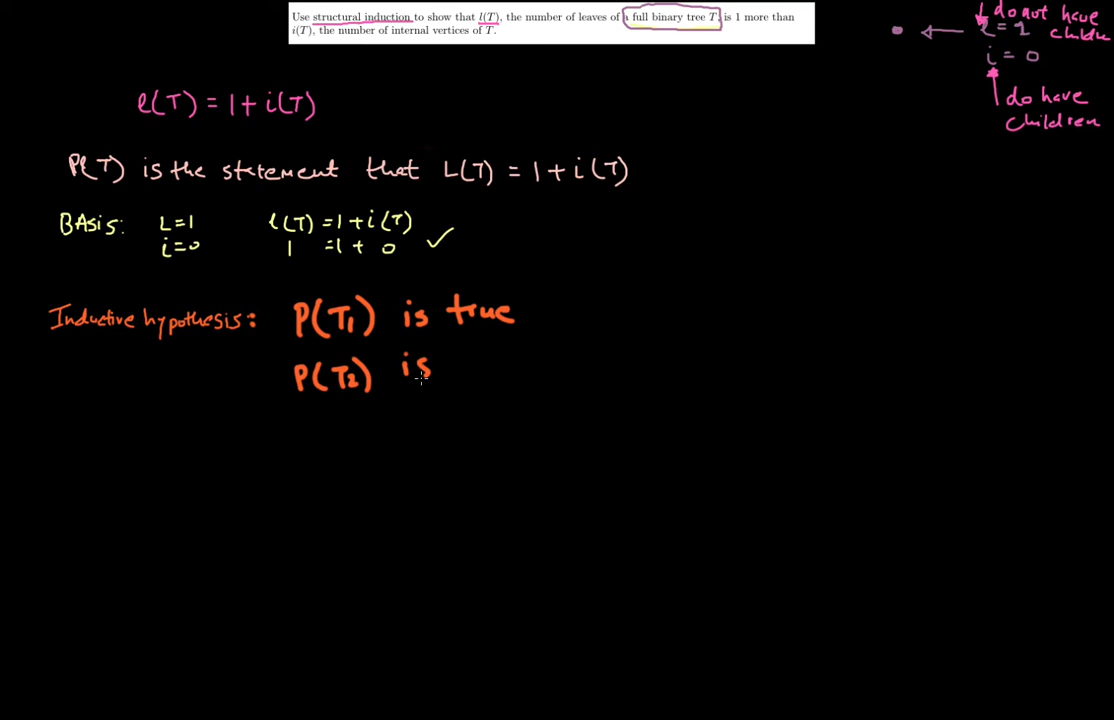 Use structural induction to show that l(T), the number of leaves of a full binary tree T, is 1 more than
i(T), the number of internal vertices of T.
do not have
children
l = 1
i = 0
do have
children
l(T) = 1 + i(T)
P(T) is the statement that L(T) = 1 + i(T)
BAsis: L=1 l(T) = 1 + i(T)
i=0 1 =1 + 0 ✓
Inductive hypothesis: P(T1) is true
P(T2) is